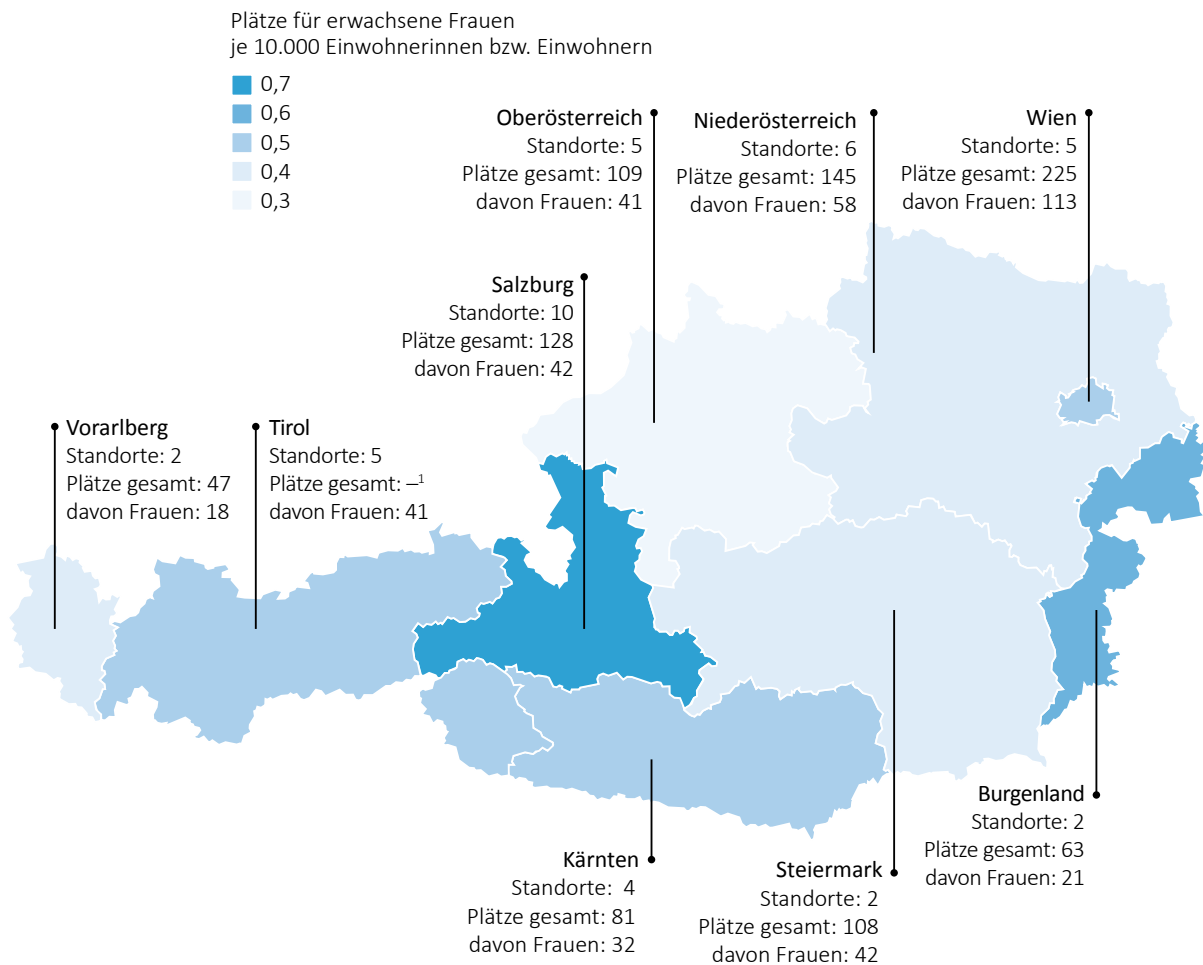 Plätze für erwachsene Frauen
je 10.000 Einwohnerinnen bzw. Einwohnern
0,7
0,6
0,5
0,4
0,3
Oberösterreich
Standorte: 5
Plätze gesamt: 109
davon Frauen: 41
Niederösterreich
Standorte: 6
Plätze gesamt: 145
davon Frauen: 58
Wien
Standorte: 5
Plätze gesamt: 225
davon Frauen: 113
Salzburg
Standorte: 10
Plätze gesamt: 128
davon Frauen: 42
Vorarlberg
Standorte: 2
Plätze gesamt: 47
davon Frauen: 18
Tirol
Standorte: 5
Plätze gesamt: –¹
davon Frauen: 41
Kärnten
Standorte: 4
Plätze gesamt: 81
davon Frauen: 32
Steiermark
Standorte: 2
Plätze gesamt: 108
davon Frauen: 42
Burgenland
Standorte: 2
Plätze gesamt: 63
davon Frauen: 21